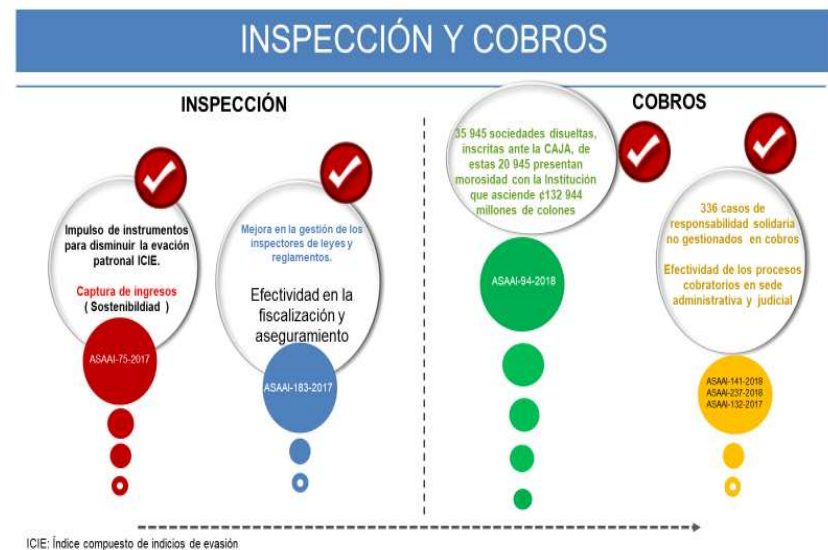 INSPECCIÓN Y COBROS
INSPECCIÓN
Impulso de instrumentos
para disminuir la evación
patronal ICIE.
Captura de ingresos
( Sostenibildiad )
ASAAI-75-2017
Mejora en la gestión de los
inspectores de leyes y
reglamentos.
Efectividad en la
fiscalización y
aseguramiento
ASAAI-183-2017
COBROS
35 945 sociedades disueltas,
inscritas ante la CAJA, de
estas 20 945 presentan
morosidad con la Institución
que asciende ¢132 944
millones de colones
ASAAI-94-2018
336 casos de
responsabilidad solidaria
no gestionados en cobros
Efectividad de los procesos
cobratorios en sede
administrativa y judicial
ASAAI-141-2018
ASAAI-237-2018
ASAAI-132-2017
ICIE: Índice compuesto de indicios de evasión